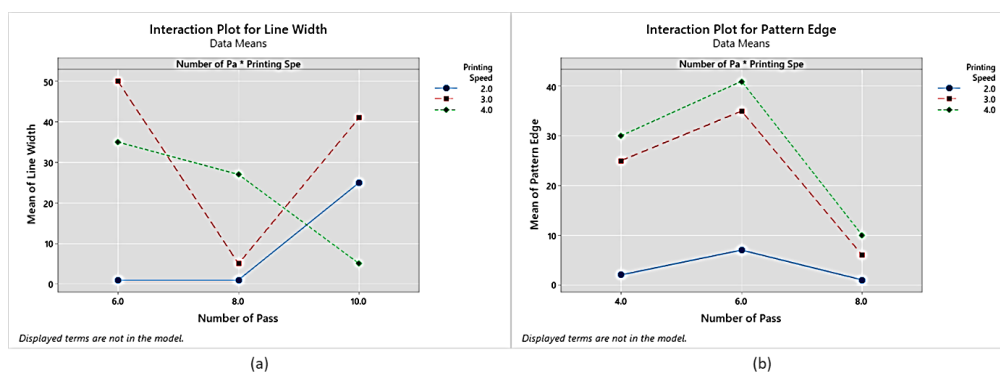 Interaction Plot for Line Width
Data Means
Number of Pa * Printing Spe
Mean of Line Width
50
40
30
20
10
0
6.0 8.0 10.0
Number of Pass
Printing
Speed
2.0
3.0
4.0
Displayed terms are not in the model.
(a)
Interaction Plot for Pattern Edge
Data Means
Number of Pa * Printing Spe
Mean of Pattern Edge
40
30
20
10
0
4.0 6.0 8.0
Number of Pass
Printing
Speed
2.0
3.0
4.0
Displayed terms are not in the model.
(b)